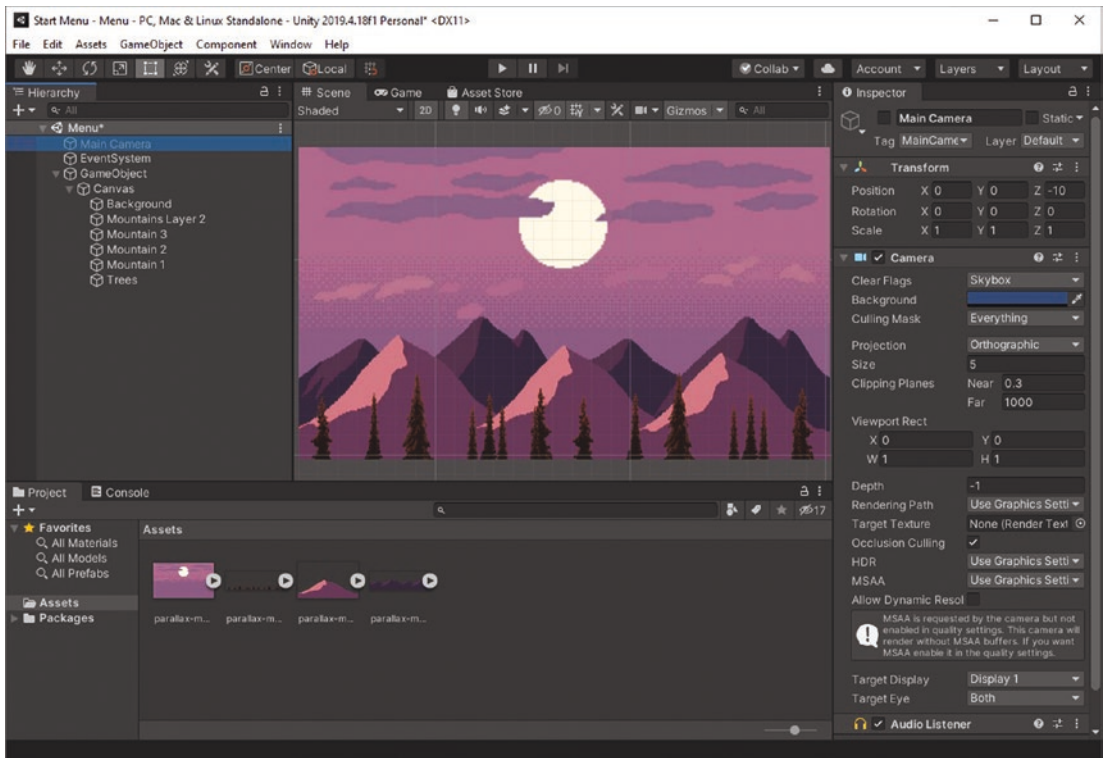 Start Menu - Menu - PC, Mac & Linux Standalone - Unity 2019.4.18f1 Personal* <DX11>
File Edit Assets GameObject Component Window Help
Center Local Collab Account Layers Layout
Hierarchy
All
Menu*
Main Camera
EventSystem
GameObject
Canvas
Background
Mountains Layer 2
Mountain 3
Mountain 2
Mountain 1
Trees
Scene Game Asset Store
Shaded 2D 0 Gizmos All
Inspector
Main Camera Static
Tag MainCame Layer Default
Transform
Position X 0 Y 0 Z -10
Rotation X 0 Y 0 Z 0
Scale X 1 Y 1 Z 1
Camera
Clear Flags Skybox
Background
Culling Mask Everything
Projection Orthographic
Size 5
Clipping Planes Near 0.3
Far 1000
Viewport Rect
X 0 Y 0
W 1 H 1
Depth -1
Rendering Path Use Graphics Setti
Target Texture None (Render Text
Occlusion Culling
HDR Use Graphics Setti
MSAA Use Graphics Setti
Allow Dynamic Resol
MSAA is requested by the camera but not
enabled in quality settings. This camera will
render without MSAA buffers. If you want
MSAA enable it in the quality settings.
Target Display Display 1
Target Eye Both
Audio Listener
Project Console
17
Favorites
All Materials
All Models
All Prefabs
Assets
Packages
Assets
parallax-m... parallax-m... parallax-m... parallax-m...